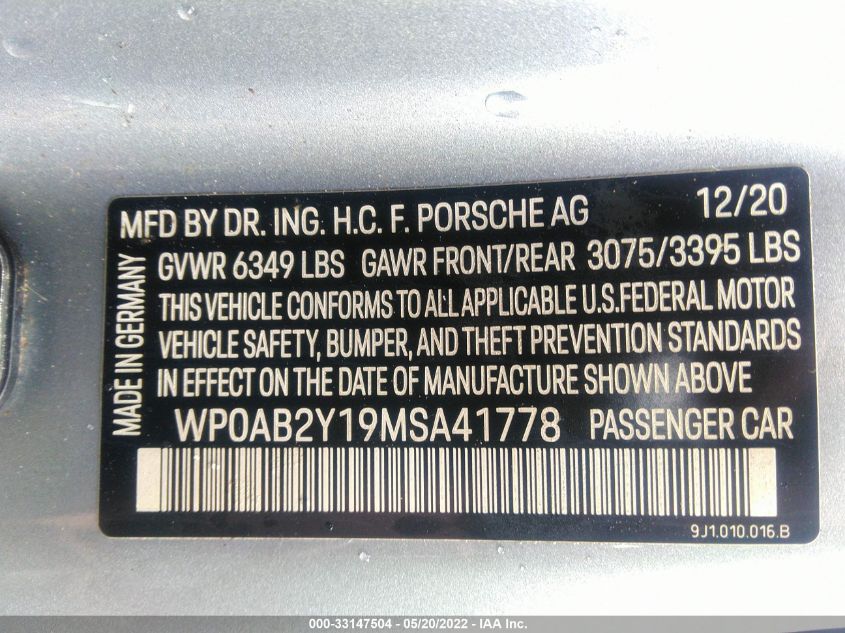 MFD BY DR. ING. H.C. F. PORSCHE AG 12/20
GVWR 6349 LBS GAWR FRONT/REAR 3075/3395 LBS
THIS VEHICLE CONFORMS TO ALL APPLICABLE U.S.FEDERAL MOTOR
VEHICLE SAFETY, BUMPER, AND THEFT PREVENTION STANDARDS
IN EFFECT ON THE DATE OF MANUFACTURE SHOWN ABOVE
WP0AB2Y19MSA41778 PASSENGER CAR
MADE IN GERMANY
9J1.010.016.B
000-33147504 - 05/20/2022 - IAA Inc.